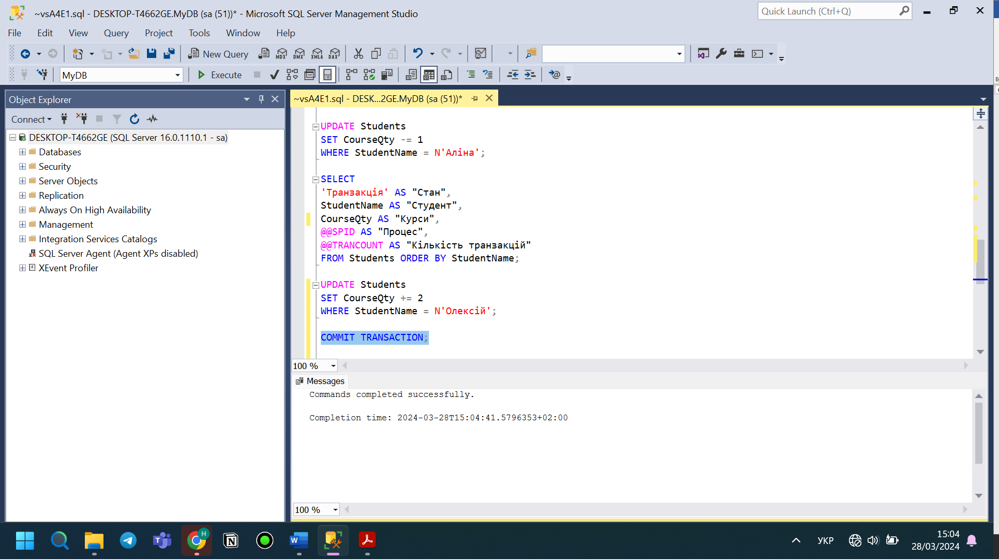 ~vsA4E1.sql - DESKTOP-T4662GE.MyDB (sa (51))* - Microsoft SQL Server Management Studio
Quick Launch (Ctrl+Q)
File Edit View Query Project Tools Window Help
New Query MDX DMX XMLA DAX
MyDB
Execute
Object Explorer
Connect
DESKTOP-T4662GE (SQL Server 16.0.1110.1 - sa)
Databases
Security
Server Objects
Replication
Always On High Availability
Management
Integration Services Catalogs
SQL Server Agent (Agent XPs disabled)
XEvent Profiler
~vsA4E1.sql - DESK...2GE.MyDB (sa (51))*
UPDATE Students
SET CourseQty -= 1
WHERE StudentName = N'Аліна';
SELECT
'Транзакція' AS "Стан",
StudentName AS "Студент",
CourseQty AS "Курси",
@@SPID AS "Процес",
@@TRANCOUNT AS "Кількість транзакцій"
FROM Students ORDER BY StudentName;
UPDATE Students
SET CourseQty += 2
WHERE StudentName = N'Олексій';
COMMIT TRANSACTION;
100 %
Messages
Commands completed successfully.
Completion time: 2024-03-28T15:04:41.5796353+02:00
100 %
УКР
15:04
28/03/2024